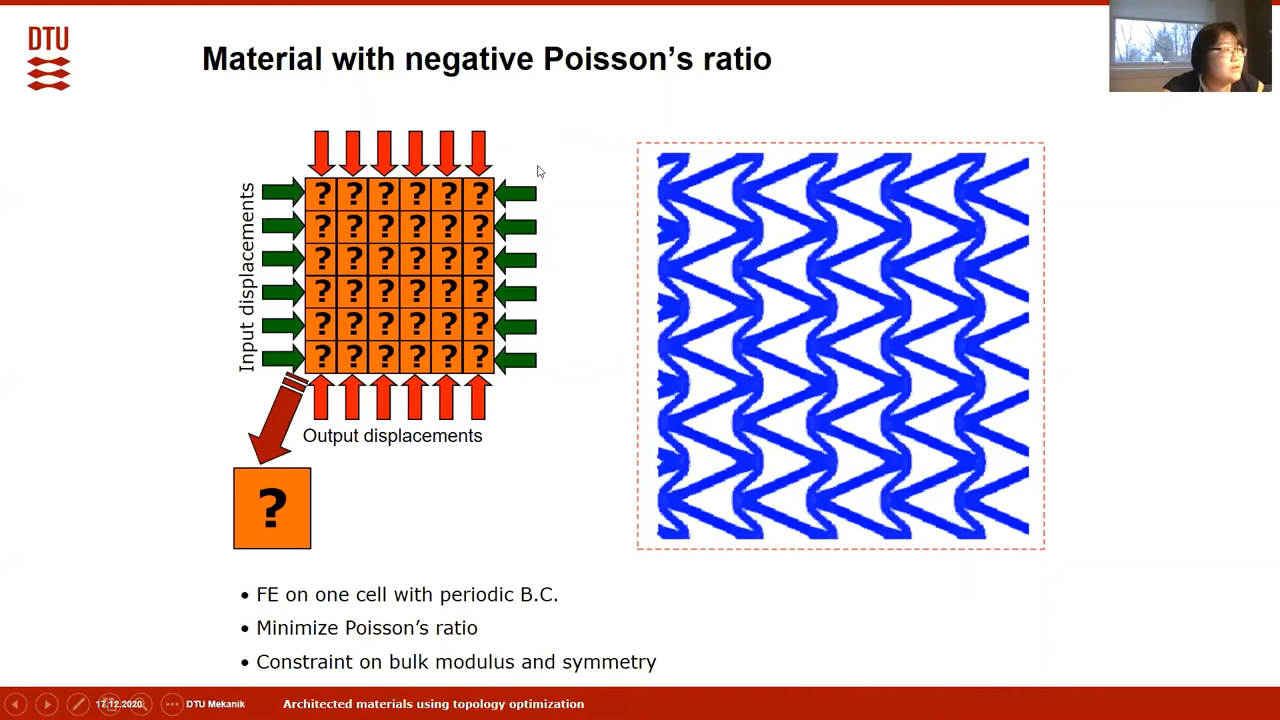 DTU
Material with negative Poisson's ratio
Input displacements
? ? ? ? ? ?
? ? ? ? ? ?
? ? ? ? ? ?
? ? ? ? ? ?
? ? ? ? ? ?
? ? ? ? ? ?
Output displacements
?
• FE on one cell with periodic B.C.
• Minimize Poisson's ratio
• Constraint on bulk modulus and symmetry
17.12.2020 DTU Mekanik Architected materials using topology optimization